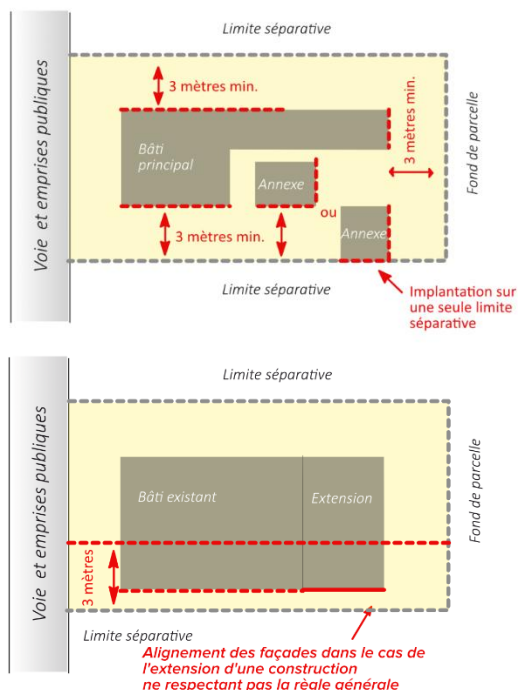 Limite séparative
Voie et emprises publiques
3 mètres min.
Bâti
principal
Annexe
ou
3 mètres min.
Annexe
3 mètres min.
Fond de parcelle
Limite séparative
Implantation sur
une seule limite
séparative
Limite séparative
Voie et emprises publiques
Bâti existant
Extension
Fond de parcelle
3 mètres
Limite séparative
Alignement des façades dans le cas de
l'extension d'une construction
ne respectant pas la règle générale